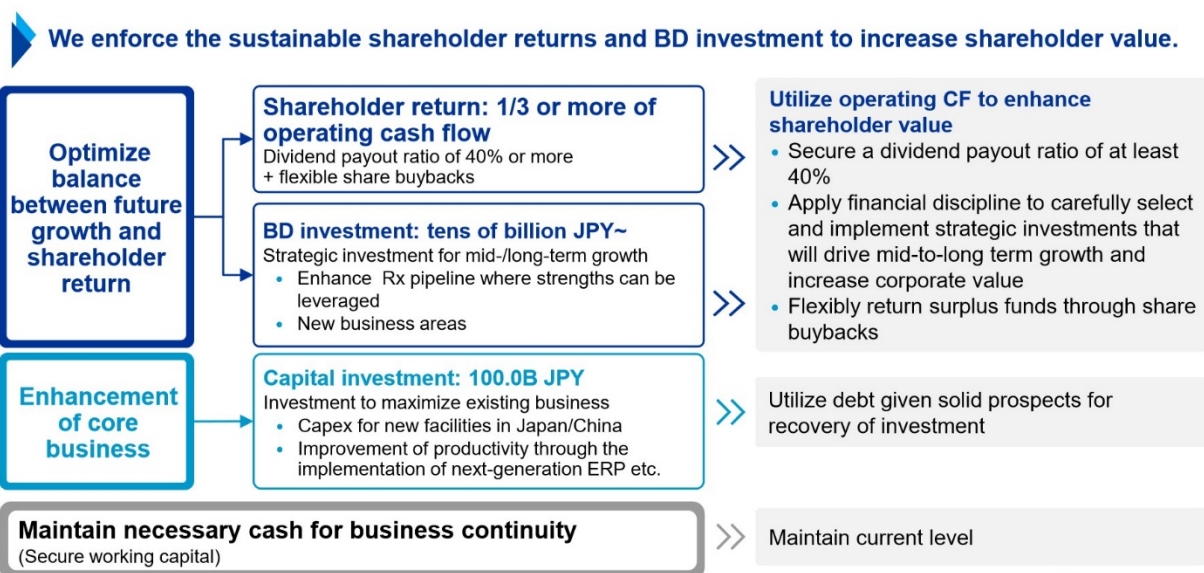 We enforce the sustainable shareholder returns and BD investment to increase shareholder value.
Optimize
balance
between future
growth and
shareholder
return
Shareholder return: 1/3 or more of
operating cash flow
Dividend payout ratio of 40% or more
+ flexible share buybacks
BD investment: tens of billion JPY~
Strategic investment for mid-/long-term growth
• Enhance Rx pipeline where strengths can be
leveraged
• New business areas
Utilize operating CF to enhance
shareholder value
• Secure a dividend payout ratio of at least
40%
• Apply financial discipline to carefully select
and implement strategic investments that
will drive mid-to-long term growth and
increase corporate value
• Flexibly return surplus funds through share
buybacks
Enhancement
of core
business
Capital investment: 100.0B JPY
Investment to maximize existing business
• Capex for new facilities in Japan/China
• Improvement of productivity through the
implementation of next-generation ERP etc.
Utilize debt given solid prospects for
recovery of investment
Maintain necessary cash for business continuity
(Secure working capital)
Maintain current level